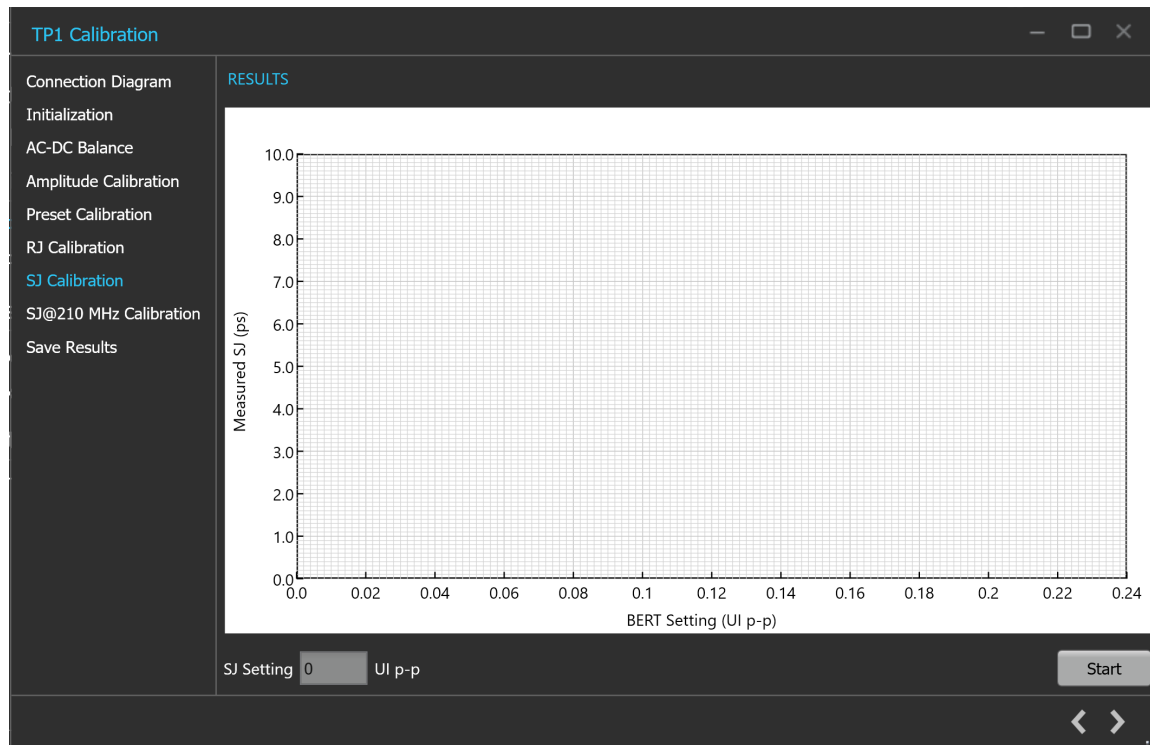 TP1 Calibration
Connection Diagram
Initialization
AC-DC Balance
Amplitude Calibration
Preset Calibration
RJ Calibration
SJ Calibration
SJ@210 MHz Calibration
Save Results
RESULTS
10.0
9.0
8.0
7.0
6.0
5.0
4.0
3.0
2.0
1.0
0.0
Measured SJ (ps)
0.0 0.02 0.04 0.06 0.08 0.1 0.12 0.14 0.16 0.18 0.2 0.22 0.24
BERT Setting (UI p-p)
SJ Setting 0 UI p-p
Start